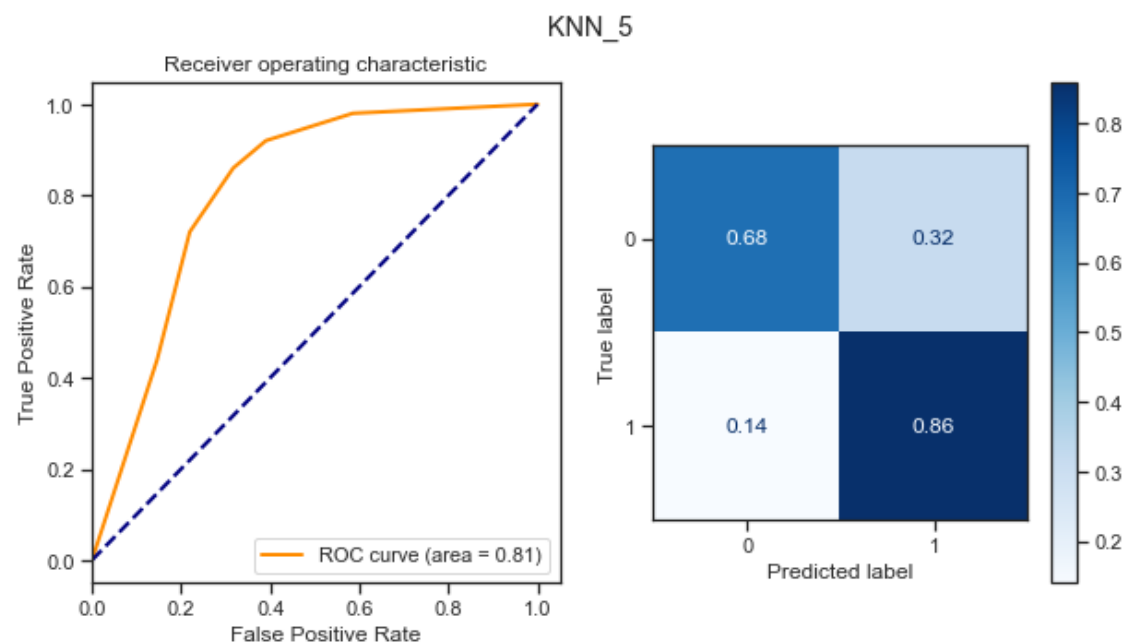 KNN_5
Receiver operating characteristic
True Positive Rate
1.0
0.8
0.6
0.4
0.2
0.0
ROC curve (area = 0.81)
0.0 0.2 0.4 0.6 0.8 1.0
False Positive Rate
True label
0
0.68 0.32
1
0.14 0.86
0 1
Predicted label
0.8
0.7
0.6
0.5
0.4
0.3
0.2